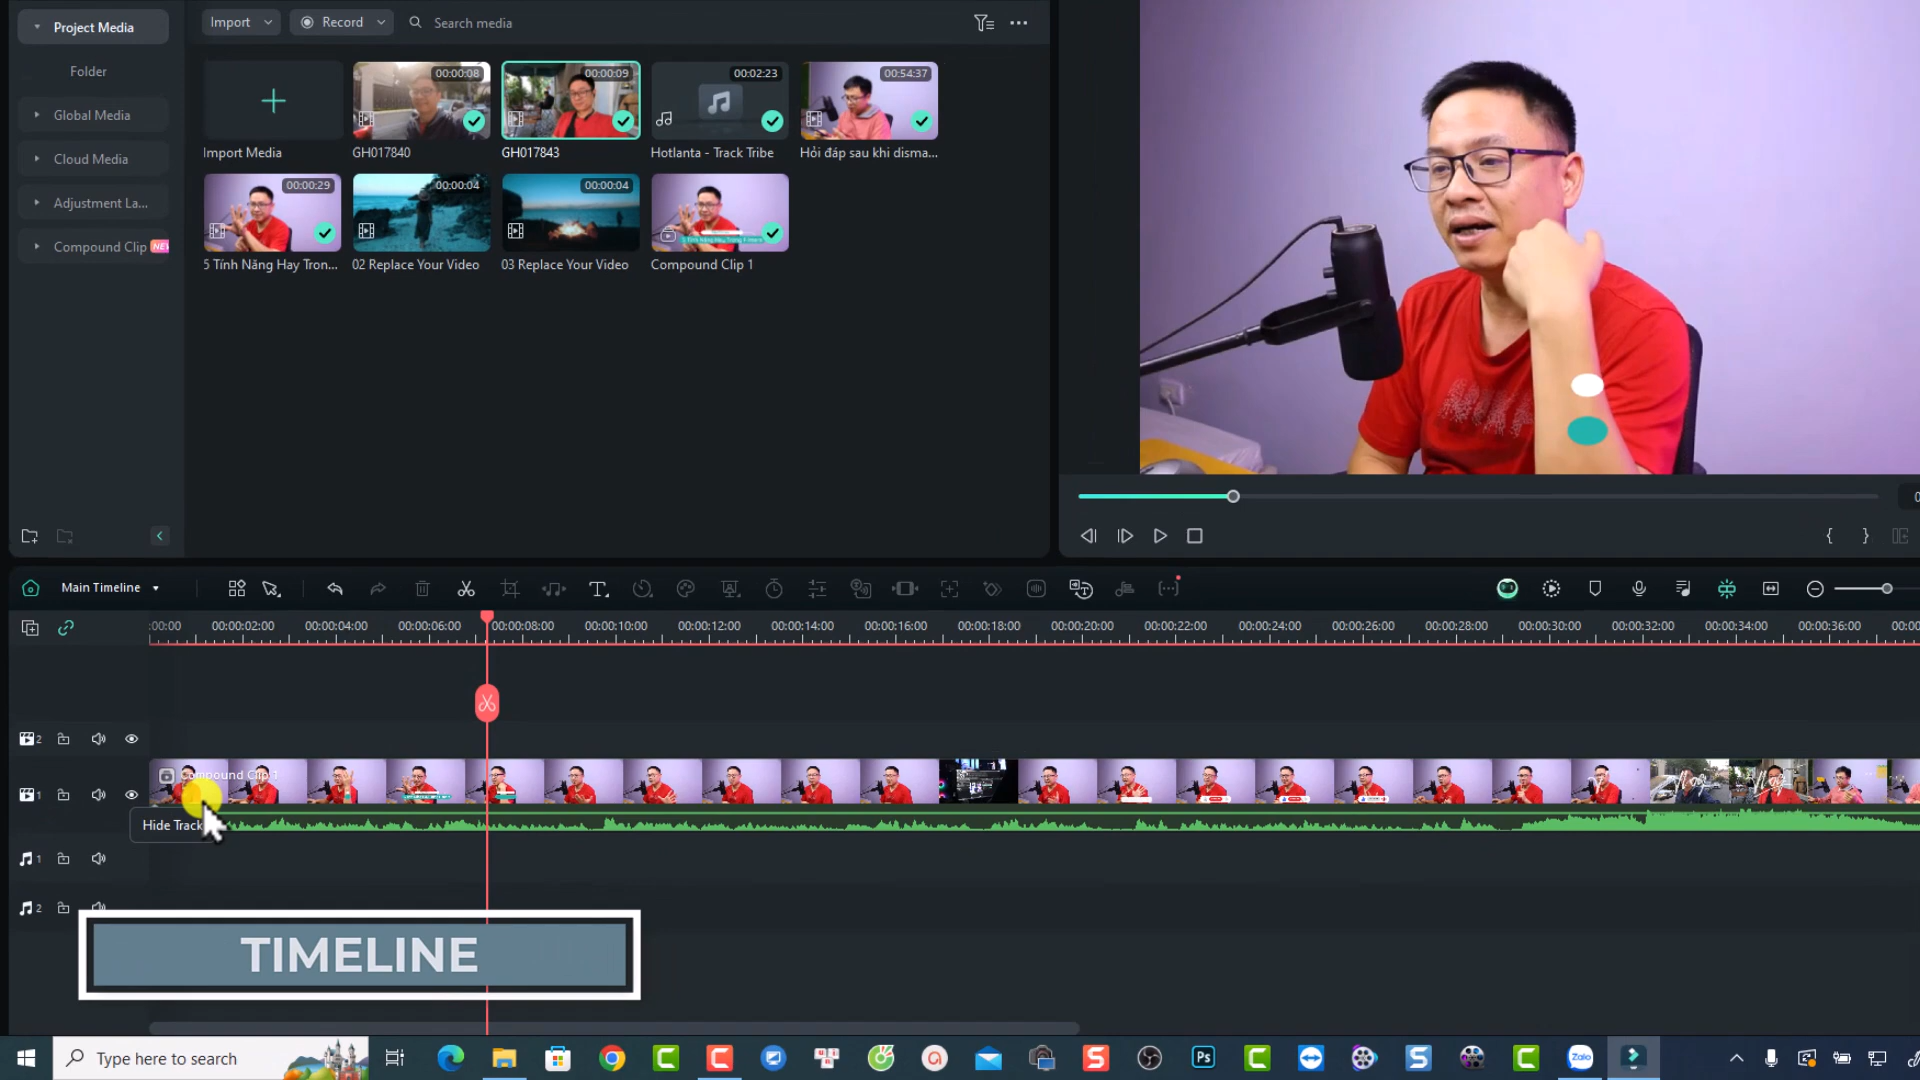 Project Media
Import
Record
Search media
Folder
Global Media
Cloud Media
Adjustment La...
Compound Clip
00:00:08
00:00:09
00:02:23
00:54:37
Import Media
GH017840
GH017843
Hotlanta - Track Tribe
Hỏi đáp sau khi disma...
00:00:29
00:00:04
00:00:04
5 Tính Năng Hay Tron...
02 Replace Your Video
03 Replace Your Video
Compound Clip 1
Main Timeline
:00:00
00:00:02:00
00:00:04:00
00:00:06:00
00:00:08:00
00:00:10:00
00:00:12:00
00:00:14:00
00:00:16:00
00:00:18:00
00:00:20:00
00:00:22:00
00:00:24:00
00:00:26:00
00:00:28:00
00:00:30:00
00:00:32:00
00:00:34:00
00:00:36:00
2
Compound Clip 1
1
Hide Track
1
2
TIMELINE
Type here to search
Ps
Zalo